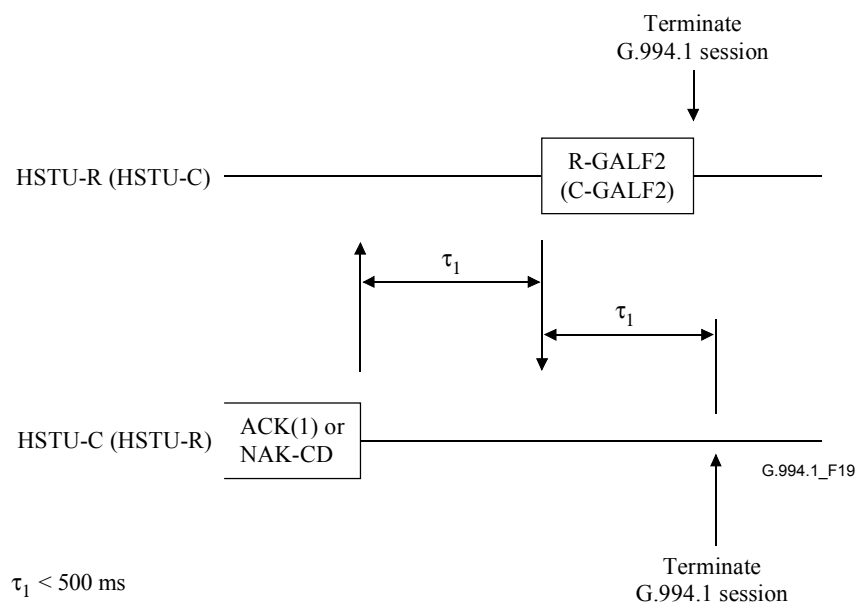 Terminate
G.994.1 session
R-GALF2
(C-GALF2)
HSTU-R (HSTU-C)
τ1
τ1
ACK(1) or
NAK-CD
HSTU-C (HSTU-R)
G.994.1_F19
Terminate
G.994.1 session
τ1 < 500 ms